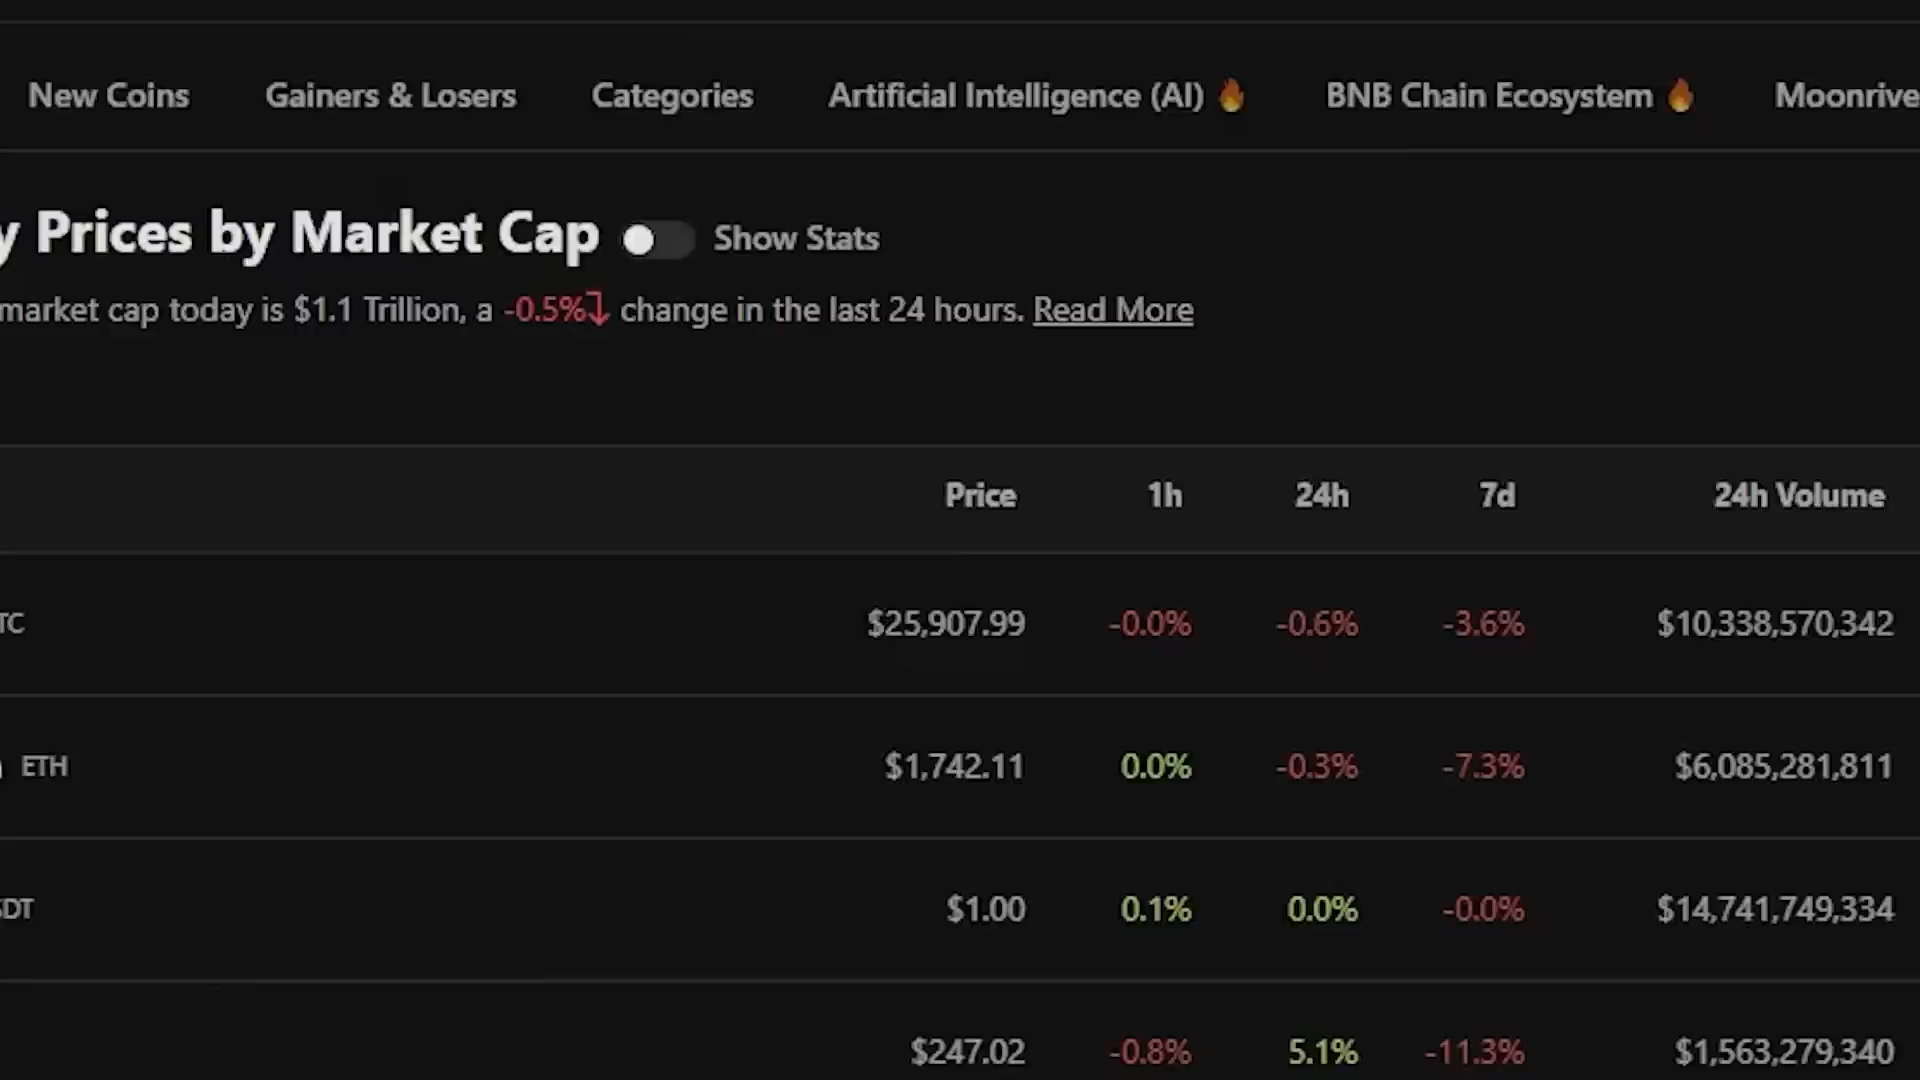 New Coins Gainers & Losers Categories Artificial Intelligence (AI) 🔥 BNB Chain Ecosystem 🔥 Moonrive
y Prices by Market Cap Show Stats
market cap today is $1.1 Trillion, a -0.5% change in the last 24 hours. Read More
Price 1h 24h 7d 24h Volume
TC $25,907.99 -0.0% -0.6% -3.6% $10,338,570,342
ETH $1,742.11 0.0% -0.3% -7.3% $6,085,281,811
SDT $1.00 0.1% 0.0% -0.0% $14,741,749,334
$247.02 -0.8% 5.1% -11.3% $1,563,279,340